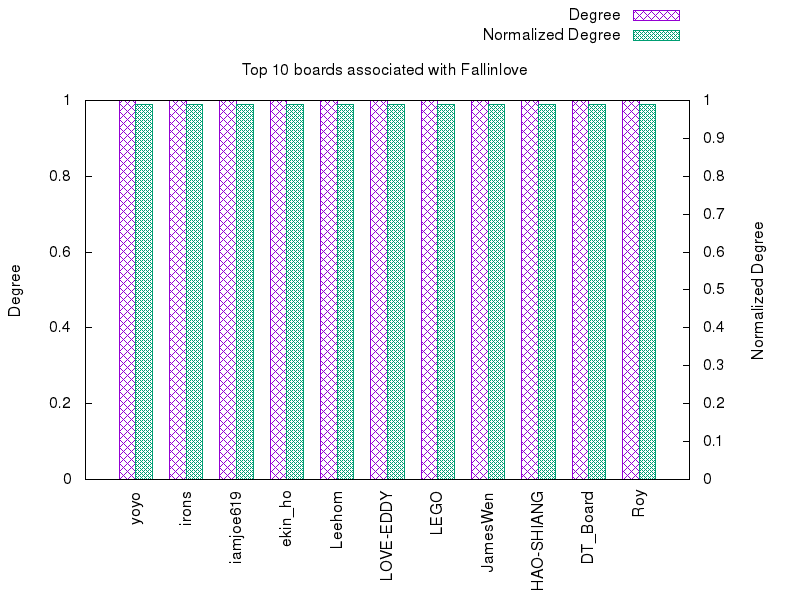 Degree
Normalized Degree
Top 10 boards associated with Fallinlove
1
0.8
0.6
0.4
0.2
0
Degree
1
0.9
0.8
0.7
0.6
0.5
0.4
0.3
0.2
0.1
0
Normalized Degree
yoyo
irons
iamjoe619
ekin_ho
Leehom
LOVE-EDDY
LEGO
JamesWen
HAO-SHIANG
DT_Board
Roy